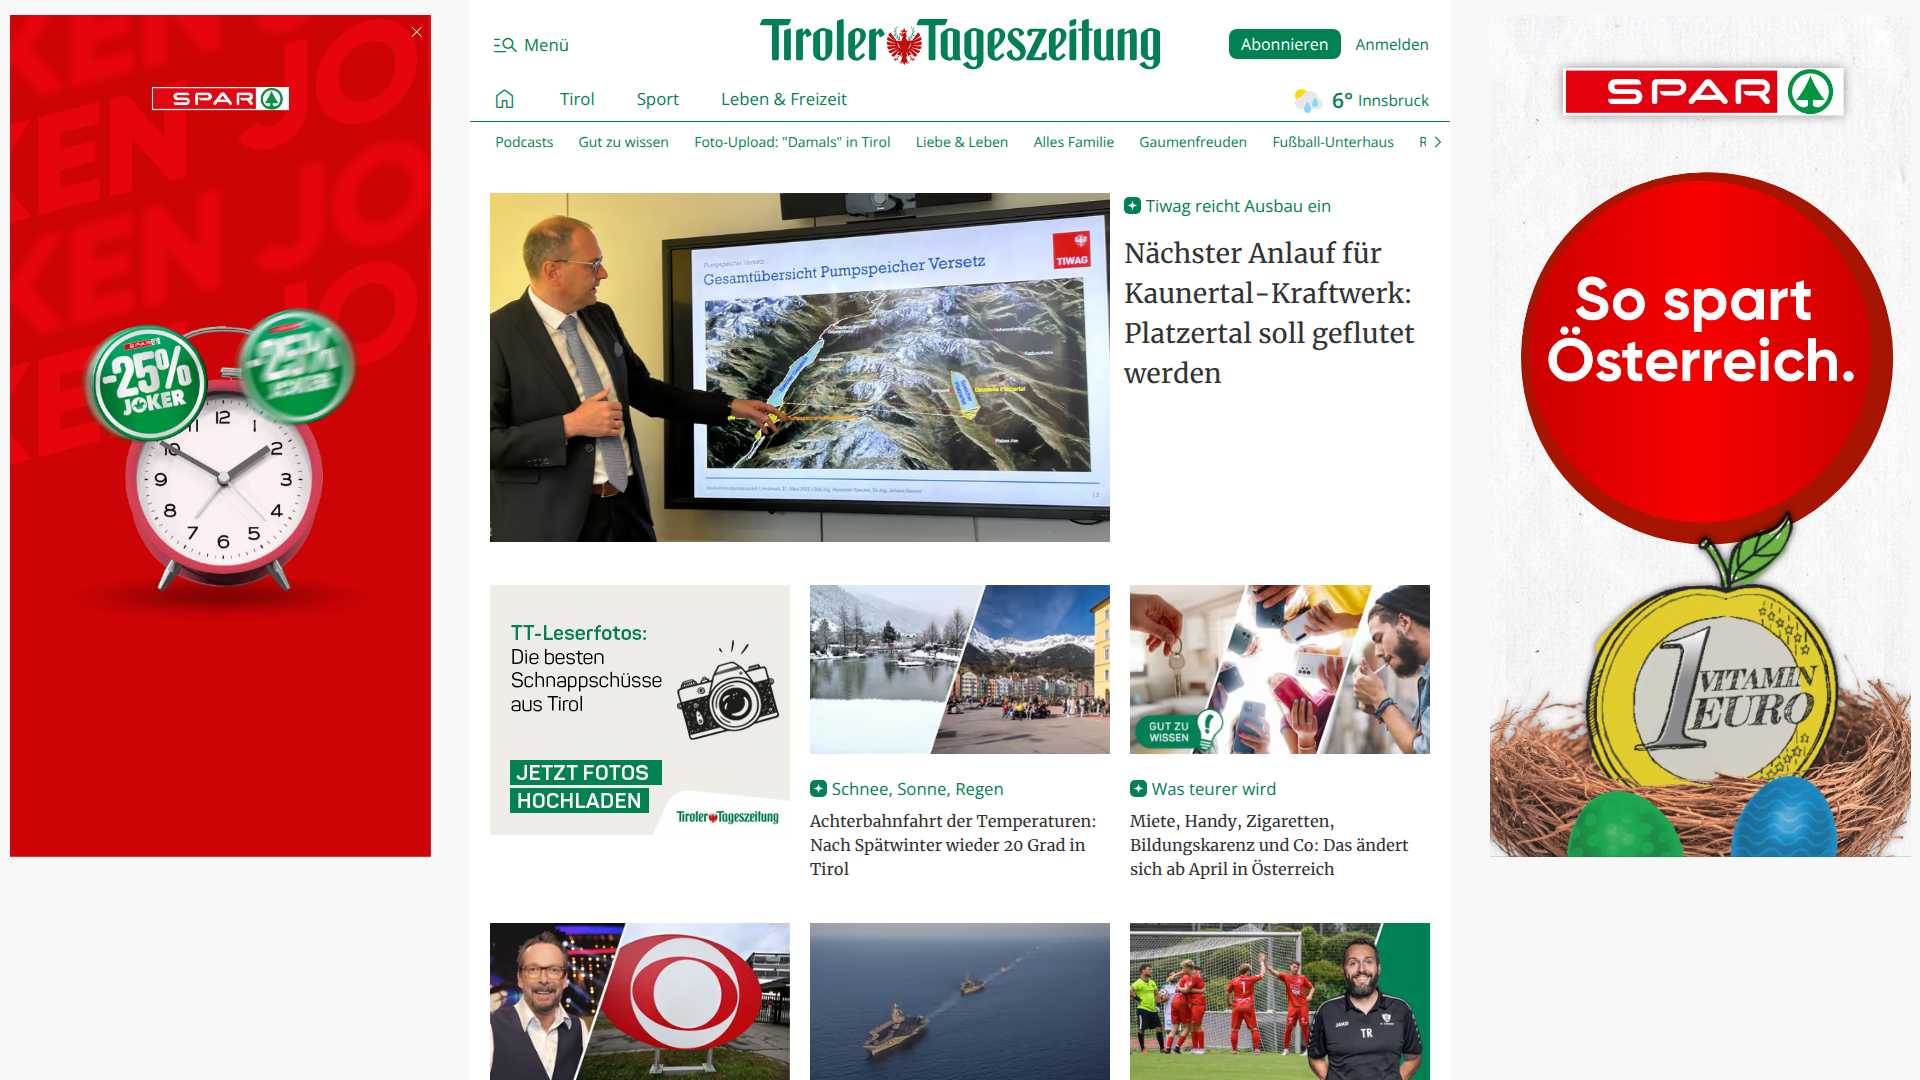 Menü
Tiroler Tageszeitung
Abonnieren
Anmelden
Tirol
Sport
Leben & Freizeit
6° Innsbruck
Podcasts
Gut zu wissen
Foto-Upload: "Damals" in Tirol
Liebe & Leben
Alles Familie
Gaumenfreuden
Fußball-Unterhaus
SPAR
-25%
JOKER
-25%
JOKER
12
1
2
3
4
5
6
7
8
9
10
11
Pumpspeicher Versetz
Gesamtübersicht Pumpspeicher Versetz
TIWAG
Tiwag reicht Ausbau ein
Nächster Anlauf für
Kaunertal-Kraftwerk:
Platzertal soll geflutet
werden
TT-Leserfotos:
Die besten
Schnappschüsse
aus Tirol
JETZT FOTOS
HOCHLADEN
Tiroler Tageszeitung
Schnee, Sonne, Regen
Achterbahnfahrt der Temperaturen:
Nach Spätwinter wieder 20 Grad in
Tirol
GUT ZU
WISSEN
Was teurer wird
Miete, Handy, Zigaretten,
Bildungskarenz und Co: Das ändert
sich ab April in Österreich
TR
SPAR
So spart
Österreich.
1 VITAMIN
EURO